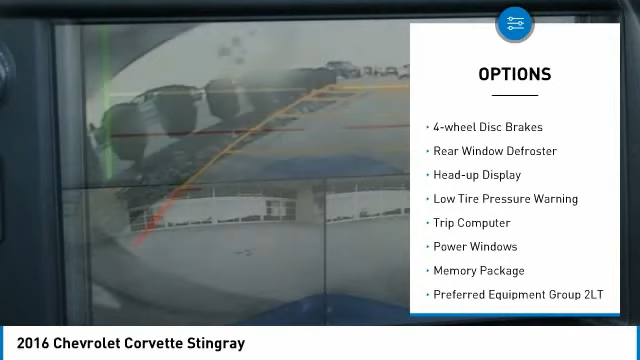 OPTIONS
· 4-wheel Disc Brakes
· Rear Window Defroster
· Head-up Display
· Low Tire Pressure Warning
· Trip Computer
· Power Windows
· Memory Package
· Preferred Equipment Group 2LT
2016 Chevrolet Corvette Stingray